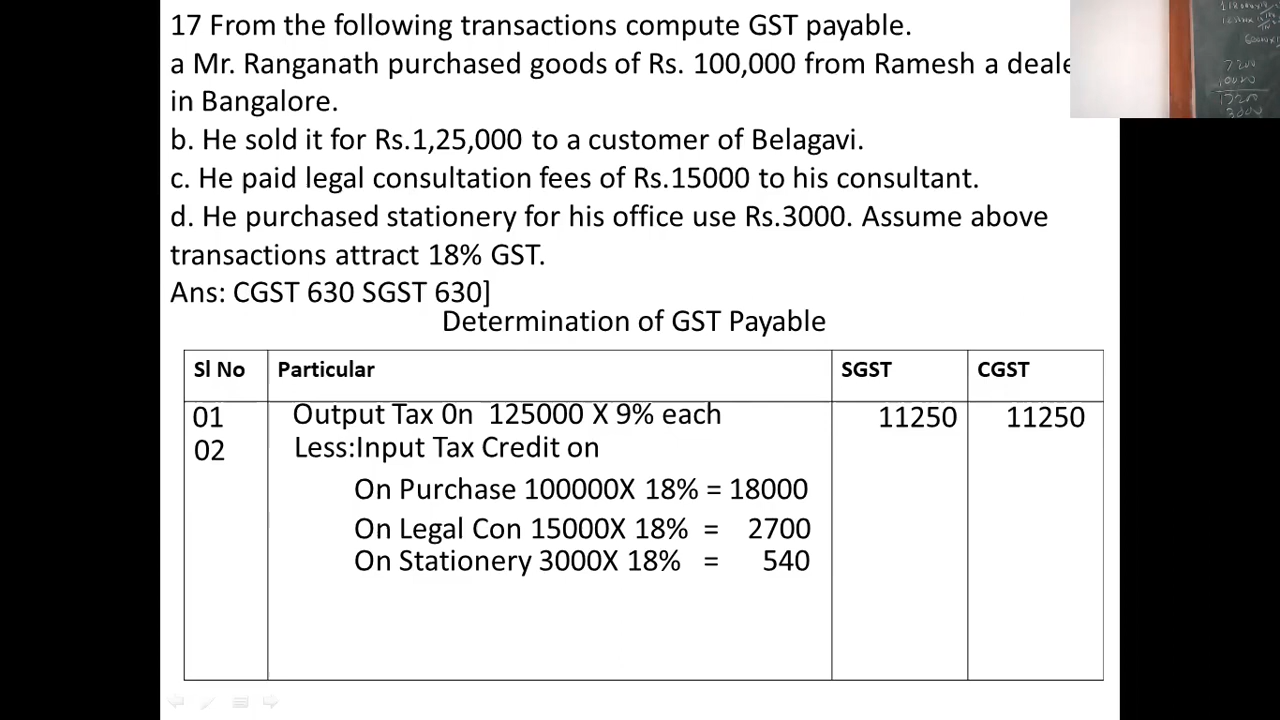 17 From the following transactions compute GST payable.
a Mr. Ranganath purchased goods of Rs. 100,000 from Ramesh a deale
in Bangalore.
b. He sold it for Rs.1,25,000 to a customer of Belagavi.
c. He paid legal consultation fees of Rs.15000 to his consultant.
d. He purchased stationery for his office use Rs.3000. Assume above
transactions attract 18% GST.
Ans: CGST 630 SGST 630]
Determination of GST Payable
Sl No Particular SGST CGST
01 Output Tax 0n 125000 X 9% each 11250 11250
02 Less:Input Tax Credit on
On Purchase 100000X 18% = 18000
On Legal Con 15000X 18% = 2700
On Stationery 3000X 18% = 540